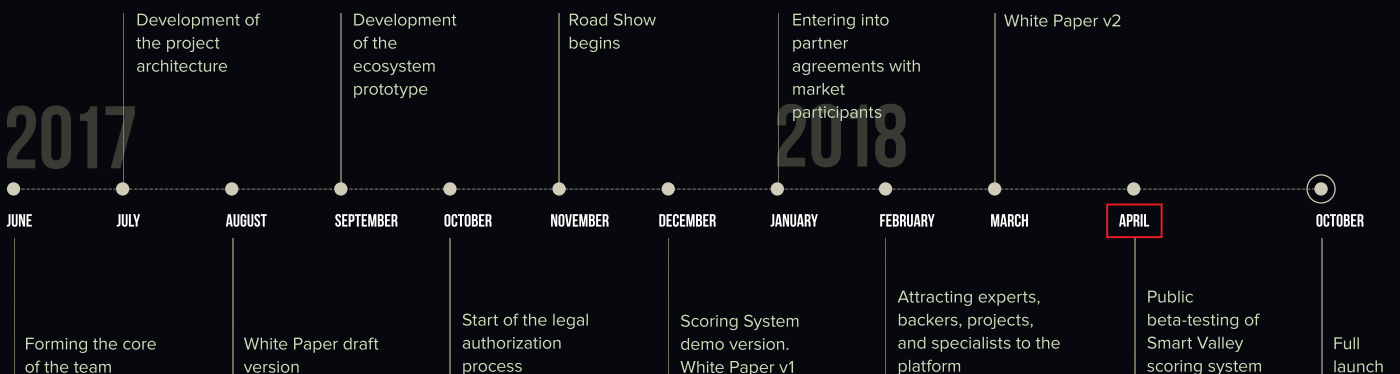 Development of
the project
architecture
Development
of the
ecosystem
prototype
Road Show
begins
Entering into
partner
agreements with
market
participants
White Paper v2
2017
2018
JUNE
JULY
AUGUST
SEPTEMBER
OCTOBER
NOVEMBER
DECEMBER
JANUARY
FEBRUARY
MARCH
APRIL
OCTOBER
Forming the core
of the team
White Paper draft
version
Start of the legal
authorization
process
Scoring System
demo version.
White Paper v1
Attracting experts,
backers, projects,
and specialists to the
platform
Public
beta-testing of
Smart Valley
scoring system
Full
launch